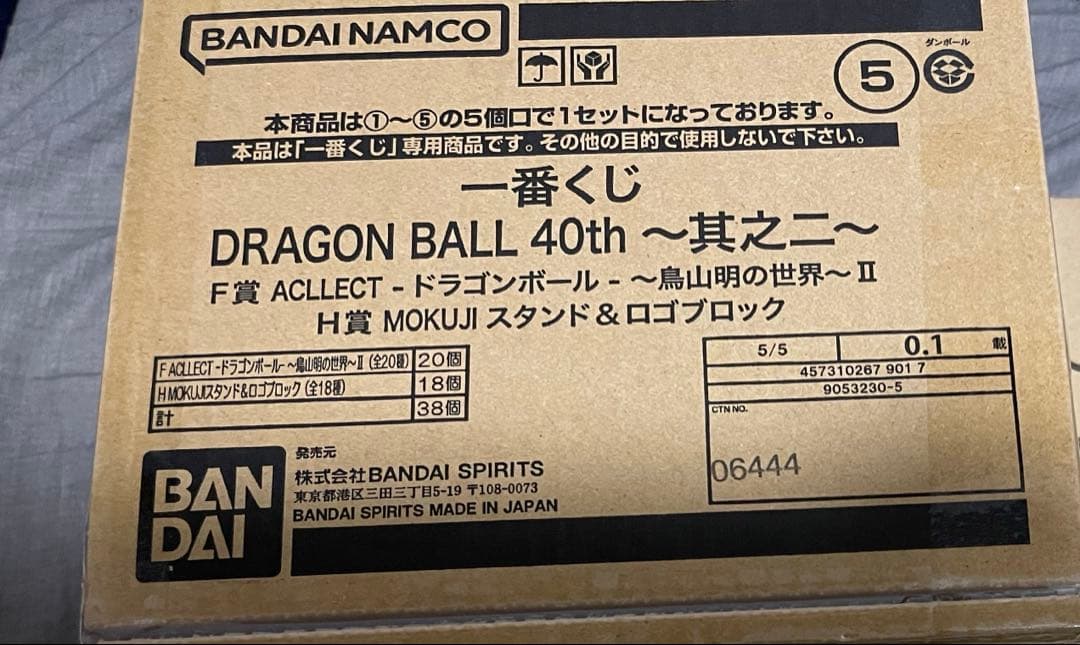 BANDAI NAMCO
5
ダンボール
本商品は①～⑤の5個口で1セットになっております。
本品は「一番くじ」専用商品です。その他の目的で使用しないで下さい。
一番くじ
DRAGON BALL 40th ～其之二～
F賞 ACLLECT -ドラゴンボール- ～鳥山明の世界～Ⅱ
H賞 MOKUJI スタンド&ロゴブロック
F ACLLECT-ドラゴンボール-～鳥山明の世界～Ⅱ(全20種) 20個
H MOKUJIスタンド&ロゴブロック(全18種) 18個
計 38個
5/5 0.1 載
457310267 901 7
9053230-5
CTN NO.
06444
BAN
DAI
発売元
株式会社BANDAI SPIRITS
東京都港区三田三丁目5-19 〒108-0073
BANDAI SPIRITS MADE IN JAPAN